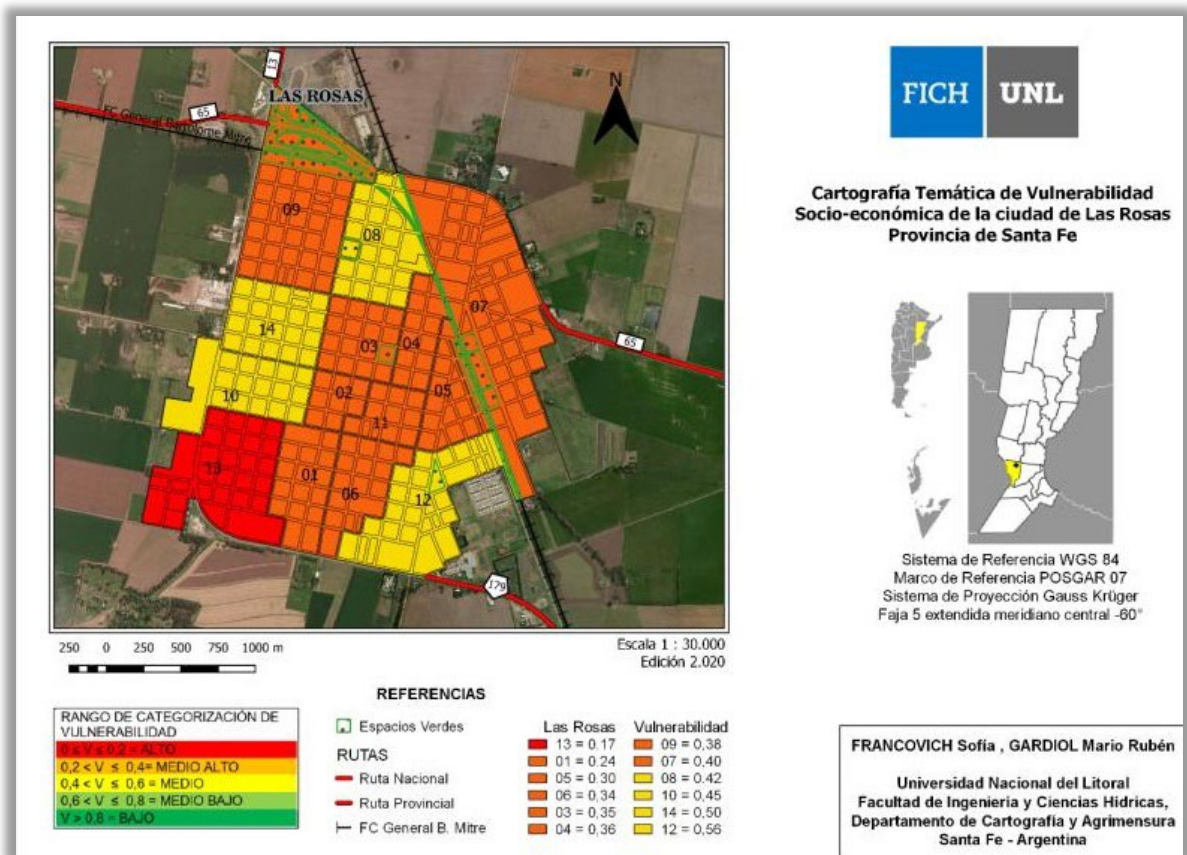 N
13
LAS ROSAS
65
FC General Bartolome Mitre
09
08
07
14
03
04
65
10
02
05
11
13
01
06
12
179
250 0 250 500 750 1000 m
Escala 1 : 30.000
Edición 2.020
FICH UNL
Cartografía Temática de Vulnerabilidad
Socio-económica de la ciudad de Las Rosas
Provincia de Santa Fe
Sistema de Referencia WGS 84
Marco de Referencia POSGAR 07
Sistema de Proyección Gauss Krüger
Faja 5 extendida meridiano central -60°
RANGO DE CATEGORIZACIÓN DE
VULNERABILIDAD
0 ≤ V ≤ 0,2 = ALTO
0,2 < V ≤ 0,4= MEDIO ALTO
0,4 < V ≤ 0,6 = MEDIO
0,6 < V ≤ 0,8 = MEDIO BAJO
V > 0,8 = BAJO
REFERENCIAS
Espacios Verdes
RUTAS
Ruta Nacional
Ruta Provincial
FC General B. Mitre
Las Rosas Vulnerabilidad
13 = 0,17 09 = 0,38
01 = 0,24 07 = 0,40
05 = 0,30 08 = 0,42
06 = 0,34 10 = 0,45
03 = 0,35 14 = 0,50
04 = 0,36 12 = 0,56
FRANCOVICH Sofía , GARDIOL Mario Rubén
Universidad Nacional del Litoral
Facultad de Ingeniería y Ciencias Hídricas,
Departamento de Cartografía y Agrimensura
Santa Fe - Argentina